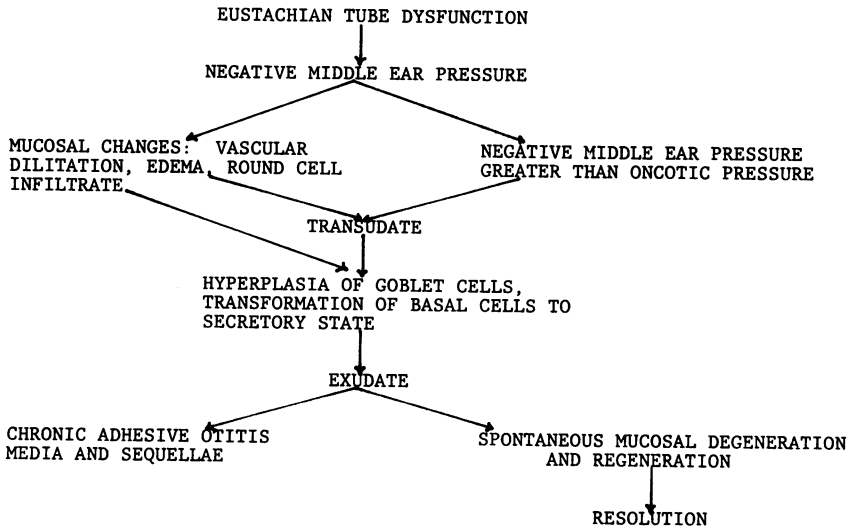 EUSTACHIAN TUBE DYSFUNCTION
NEGATIVE MIDDLE EAR PRESSURE
MUCOSAL CHANGES: VASCULAR
DILITATION, EDEMA, ROUND CELL
INFILTRATE
NEGATIVE MIDDLE EAR PRESSURE
GREATER THAN ONCOTIC PRESSURE
TRANSUDATE
HYPERPLASIA OF GOBLET CELLS,
TRANSFORMATION OF BASAL CELLS TO
SECRETORY STATE
EXUDATE
CHRONIC ADHESIVE OTITIS
MEDIA AND SEQUELLAE
SPONTANEOUS MUCOSAL DEGENERATION
AND REGENERATION
RESOLUTION